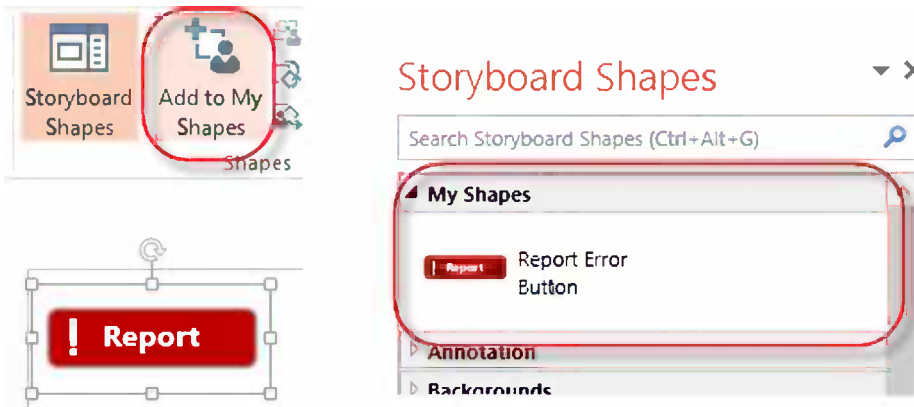 Storyboard
Shapes
Add to My
Shapes
Shapes
! Report
Storyboard Shapes
Search Storyboard Shapes (Ctrl+Alt+G)
My Shapes
! Report
Report Error
Button
Annotation
Backgrounds